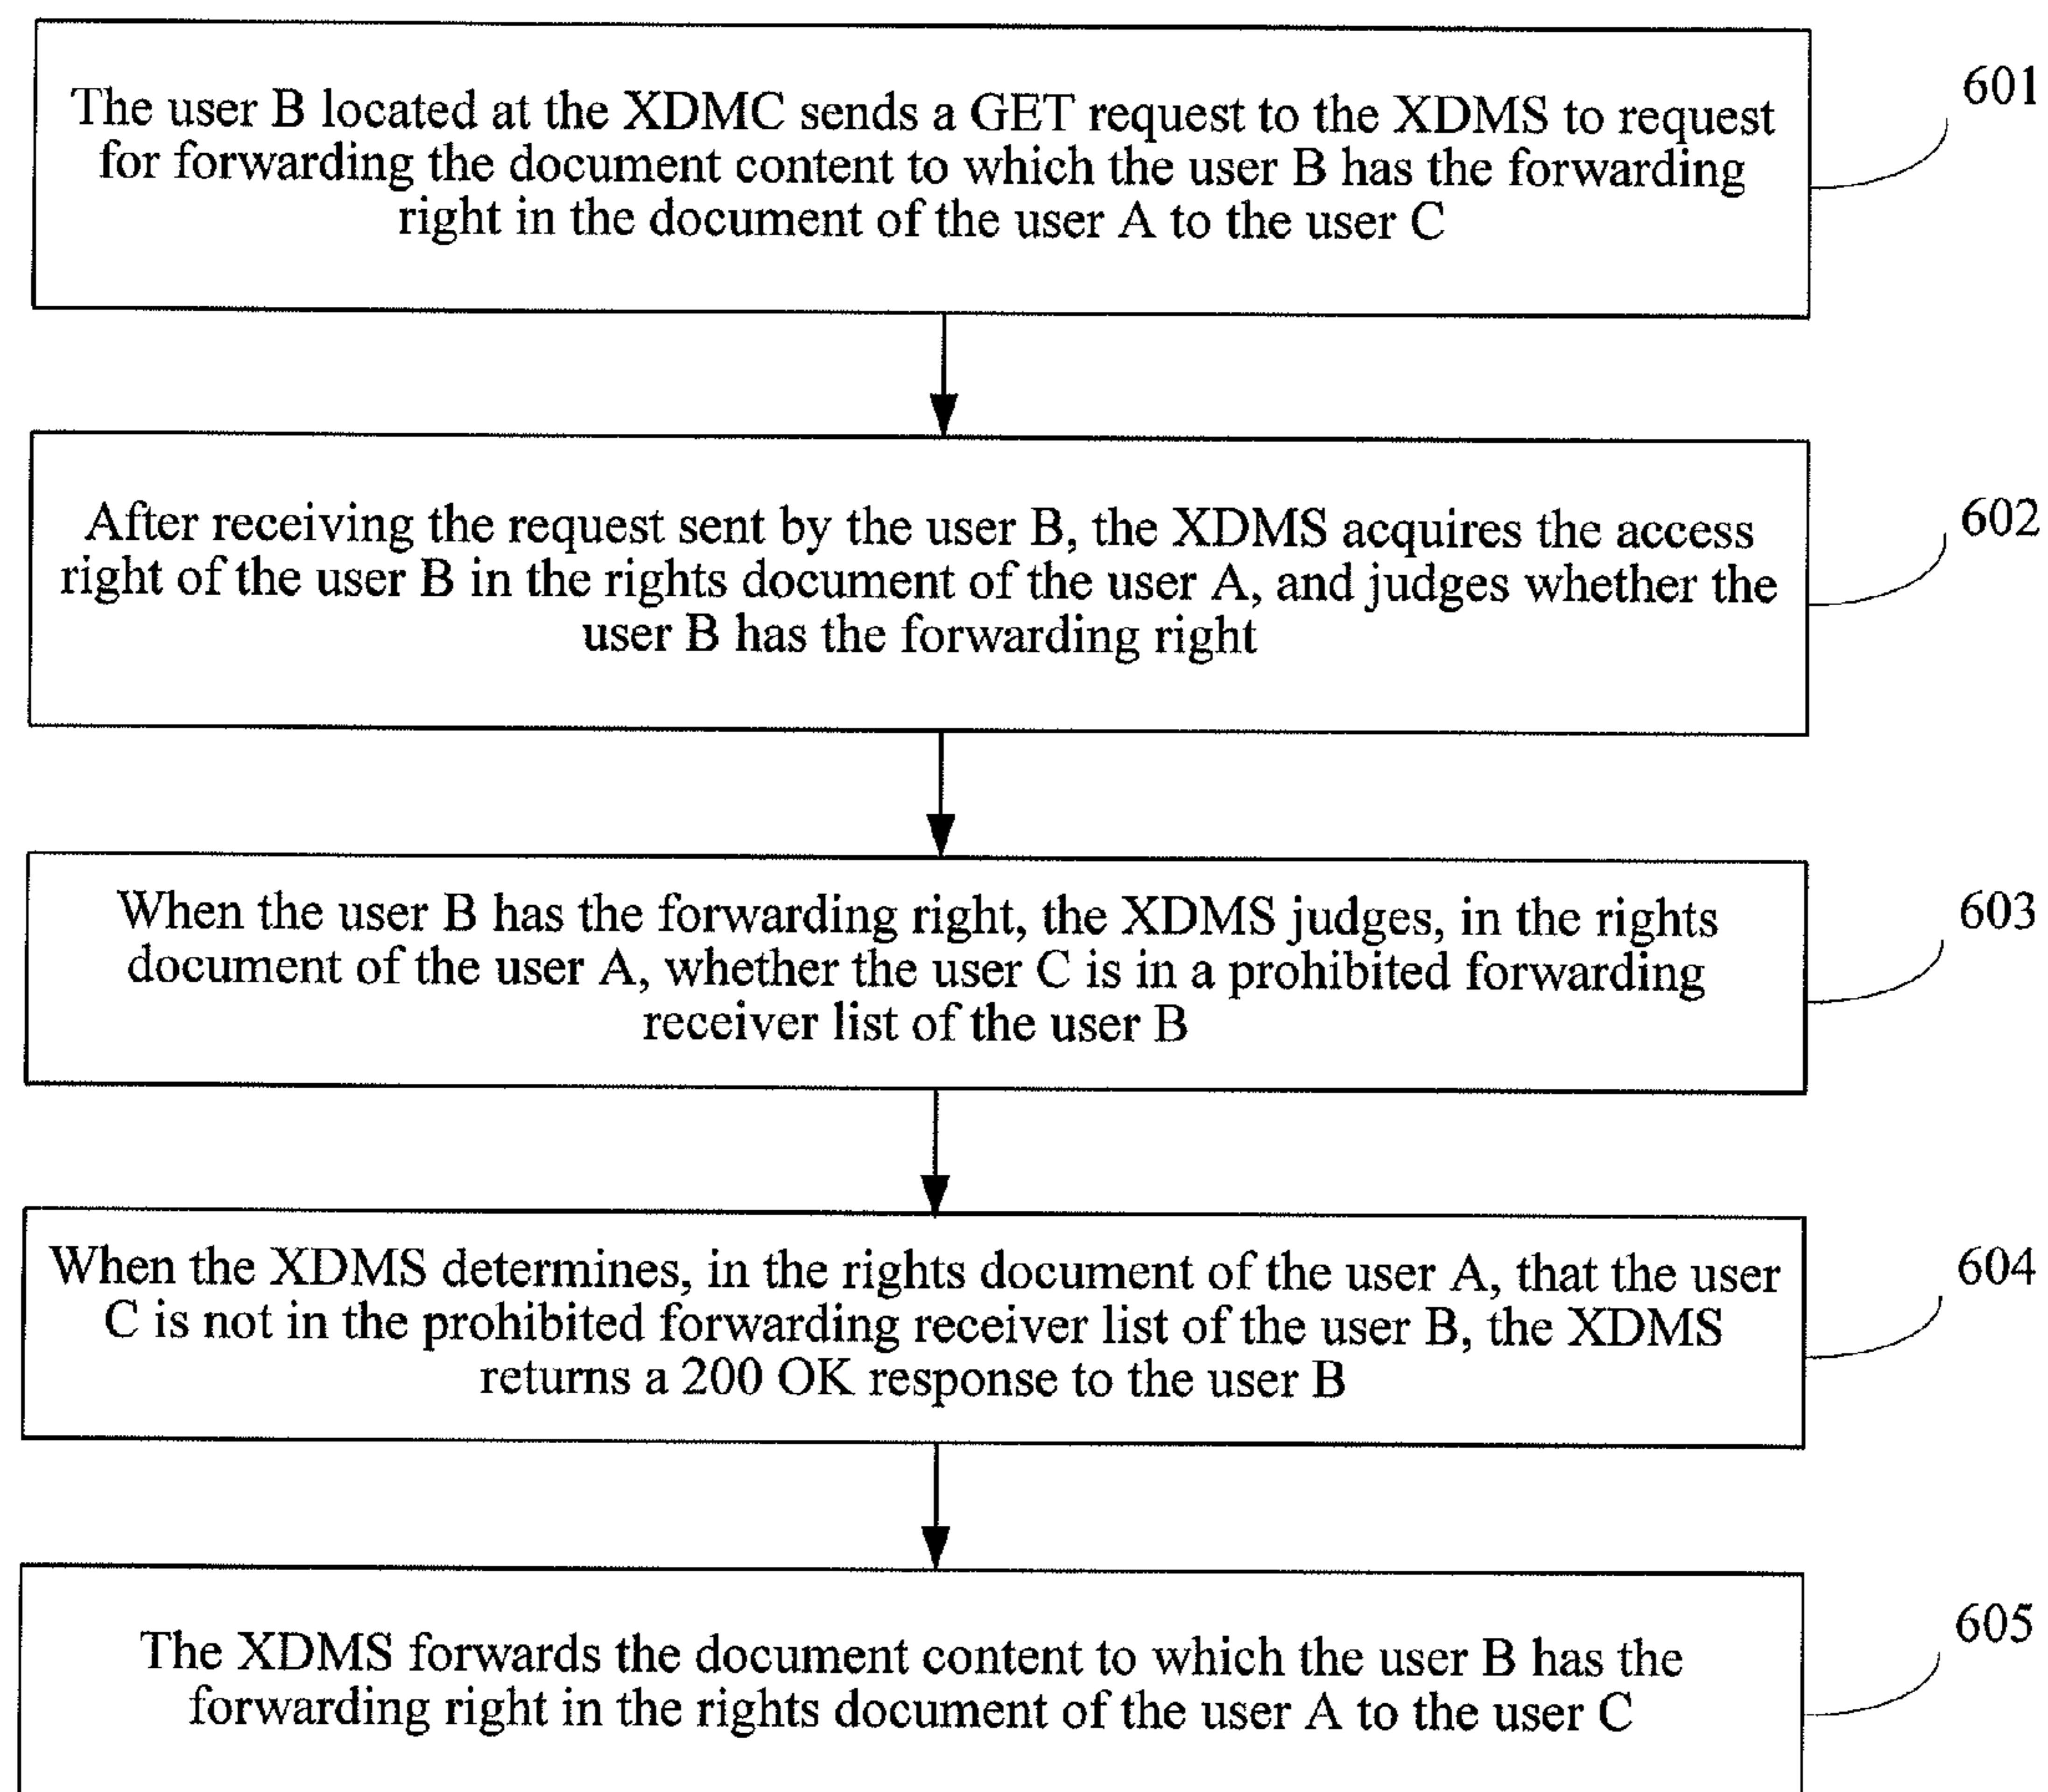 The user B located at the XDMC sends a GET request to the XDMS to request
for forwarding the document content to which the user B has the forwarding
right in the document of the user A to the user C
601
After receiving the request sent by the user B, the XDMS acquires the access
right of the user B in the rights document of the user A, and judges whether the
user B has the forwarding right
602
When the user B has the forwarding right, the XDMS judges, in the rights
document of the user A, whether the user C is in a prohibited forwarding
receiver list of the user B
603
When the XDMS determines, in the rights document of the user A, that the user
C is not in the prohibited forwarding receiver list of the user B, the XDMS
returns a 200 OK response to the user B
604
The XDMS forwards the document content to which the user B has the
forwarding right in the rights document of the user A to the user C
605